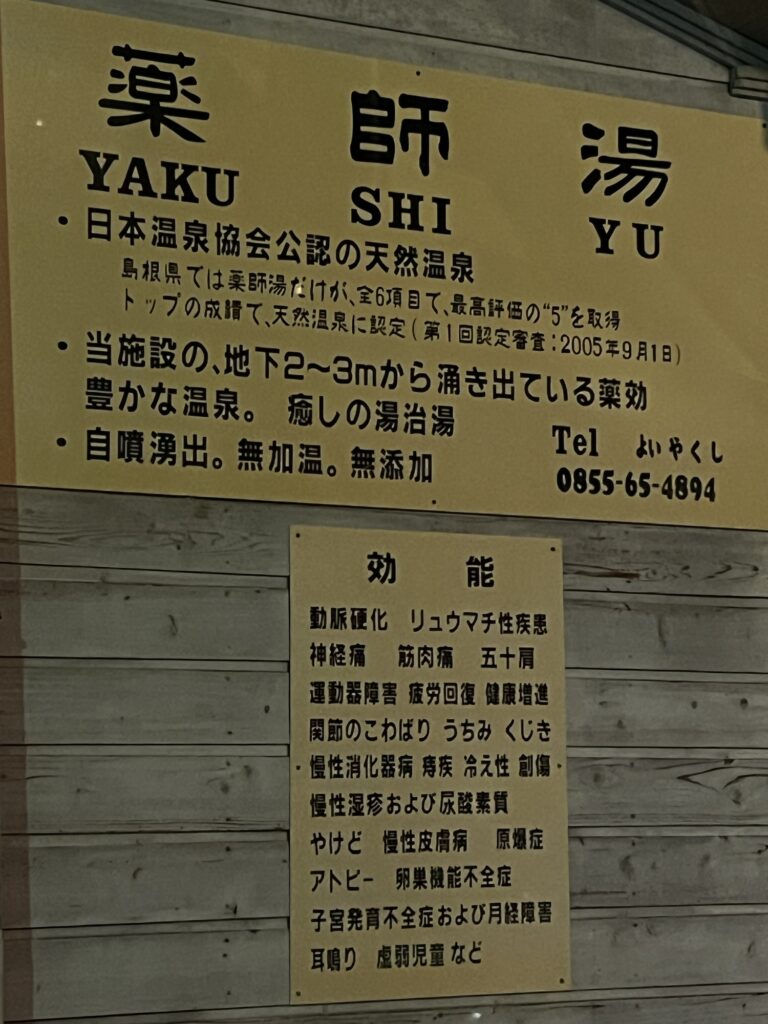 薬師湯
YAKU SHI YU
・日本温泉協会公認の天然温泉
島根県では薬師湯だけが、全6項目で、最高評価の“5”を取得
トップの成績で、天然温泉に認定(第1回認定審査:2005年9月1日)
・当施設の、地下2〜3mから涌き出ている薬効
豊かな温泉。 癒しの湯治湯
・自噴湧出。無加温。無添加
Tel よいやくし
0855-65-4894
効能
動脈硬化 リュウマチ性疾患
神経痛 筋肉痛 五十肩
運動器障害 疲労回復 健康増進
関節のこわばり うちみ くじき
慢性消化器病 痔疾 冷え性 創傷
慢性湿疹および尿酸素質
やけど 慢性皮膚病 原爆症
アトピー 卵巣機能不全症
子宮発育不全症および月経障害
耳鳴り 虚弱児童 など